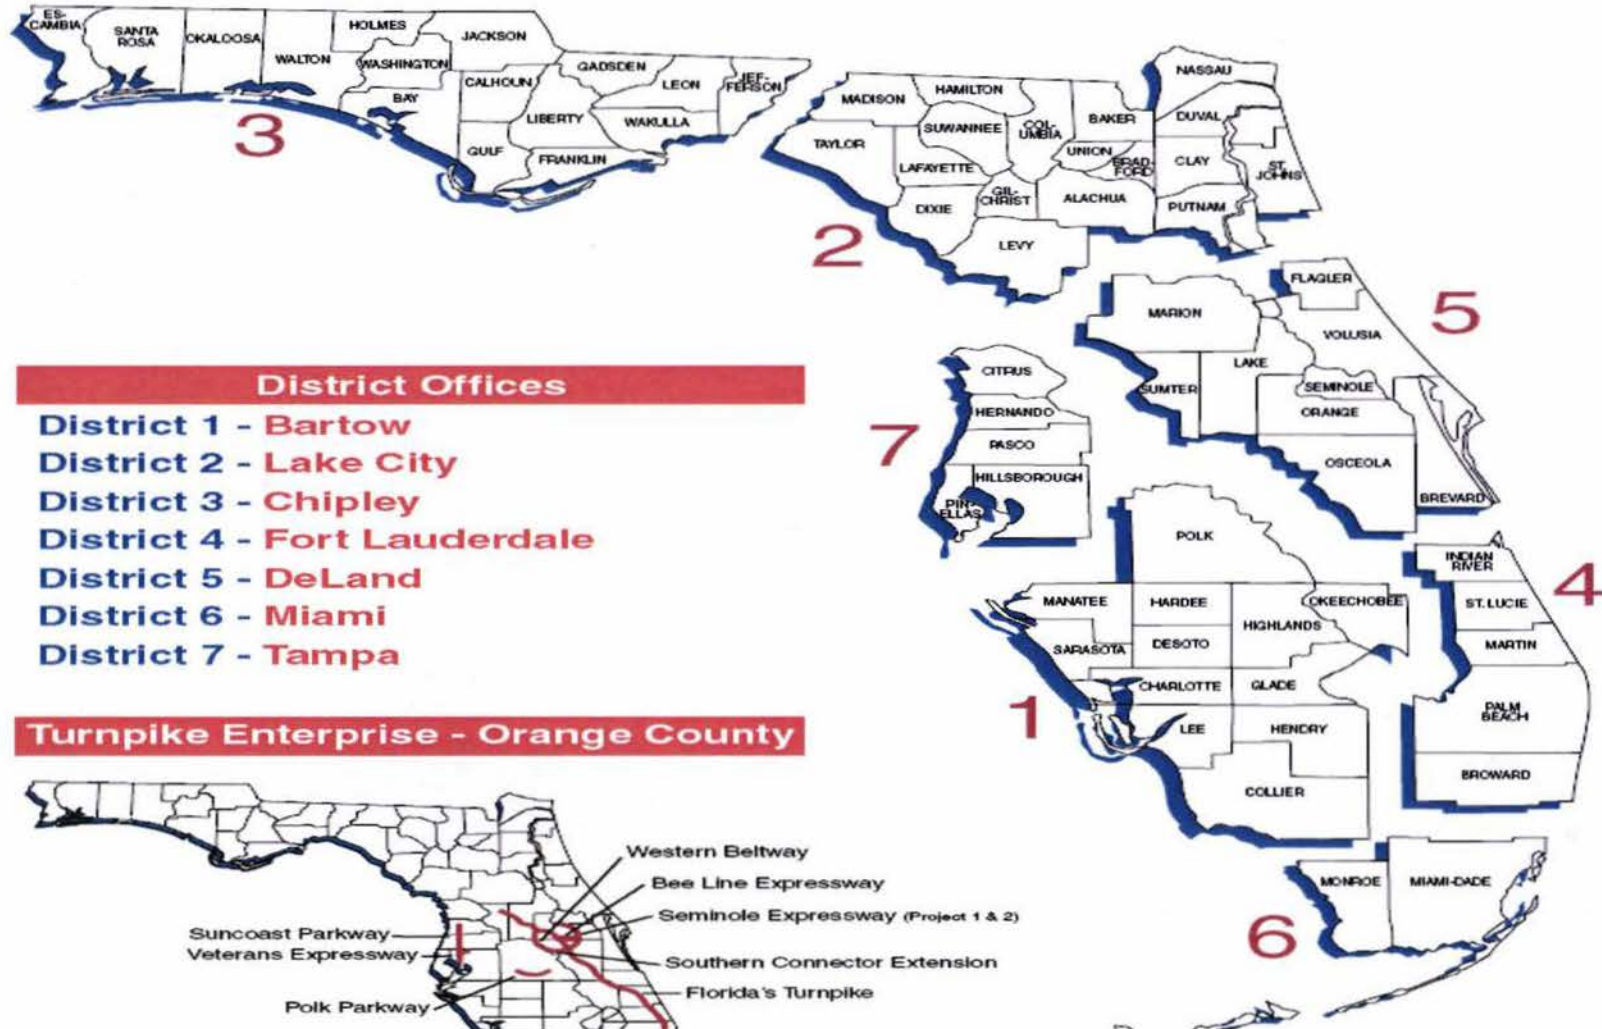 ES-
CAMBIA
SANTA
ROSA
OKALOOSA
WALTON
HOLMES
WASHINGTON
BAY
JACKSON
CALHOUN
GULF
GADSDEN
LIBERTY
FRANKLIN
LEON
WAKULLA
JEF-
FERSON
3
MADISON
TAYLOR
HAMILTON
SUWANNEE
LAFAYETTE
DIXIE
COL-
UMBIA
GIL-
CHRIST
LEVY
BAKER
UNION
BRAD-
FORD
ALACHUA
NASSAU
DUVAL
CLAY
PUTNAM
ST.
JOHNS
2
FLAGLER
MARION
VOLUSIA
LAKE
SUMTER
SEMINOLE
ORANGE
OSCEOLA
BREVARD
5
CITRUS
HERNANDO
PASCO
HILLSBOROUGH
PIN-
ELLAS
7
POLK
MANATEE
HARDEE
OKEECHOBEE
HIGHLANDS
SARASOTA
DESOTO
CHARLOTTE
GLADE
LEE
HENDRY
COLLIER
1
INDIAN
RIVER
ST. LUCIE
MARTIN
PALM
BEACH
BROWARD
4
MONROE
MIAMI-DADE
6
District Offices
District 1 - Bartow
District 2 - Lake City
District 3 - Chipley
District 4 - Fort Lauderdale
District 5 - DeLand
District 6 - Miami
District 7 - Tampa
Turnpike Enterprise - Orange County
Western Beltway
Bee Line Expressway
Seminole Expressway (Project 1 & 2)
Suncoast Parkway
Veterans Expressway
Southern Connector Extension
Florida's Turnpike
Polk Parkway